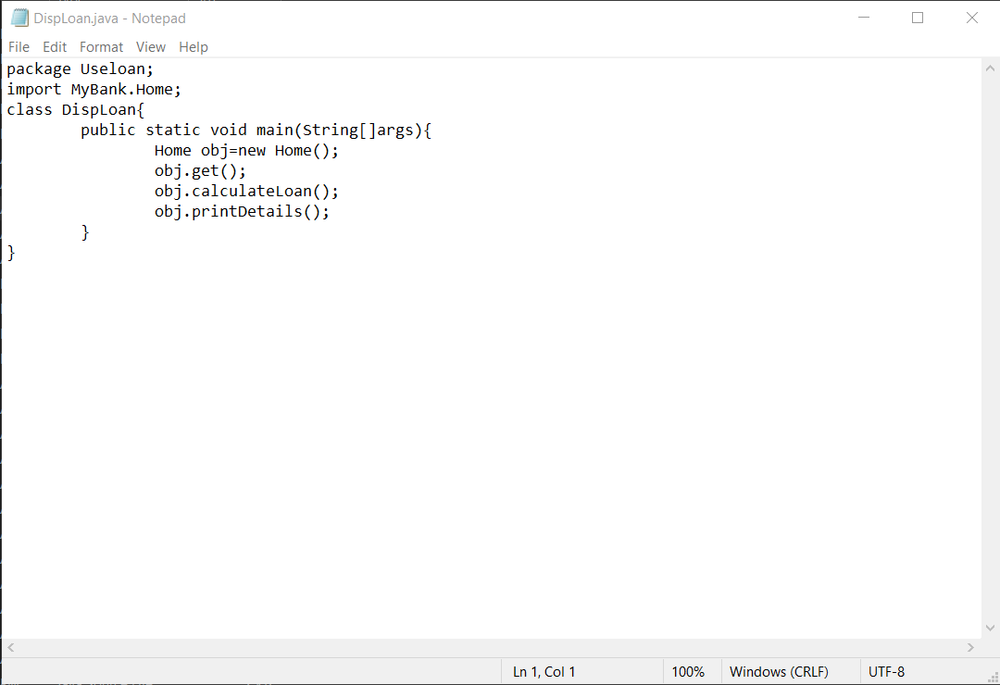 DispLoan.java - Notepad
File Edit Format View Help
package Useloan;
import MyBank.Home;
class DispLoan{
        public static void main(String[]args){
                Home obj=new Home();
                obj.get();
                obj.calculateLoan();
                obj.printDetails();
        }
}
Ln 1, Col 1 100% Windows (CRLF) UTF-8